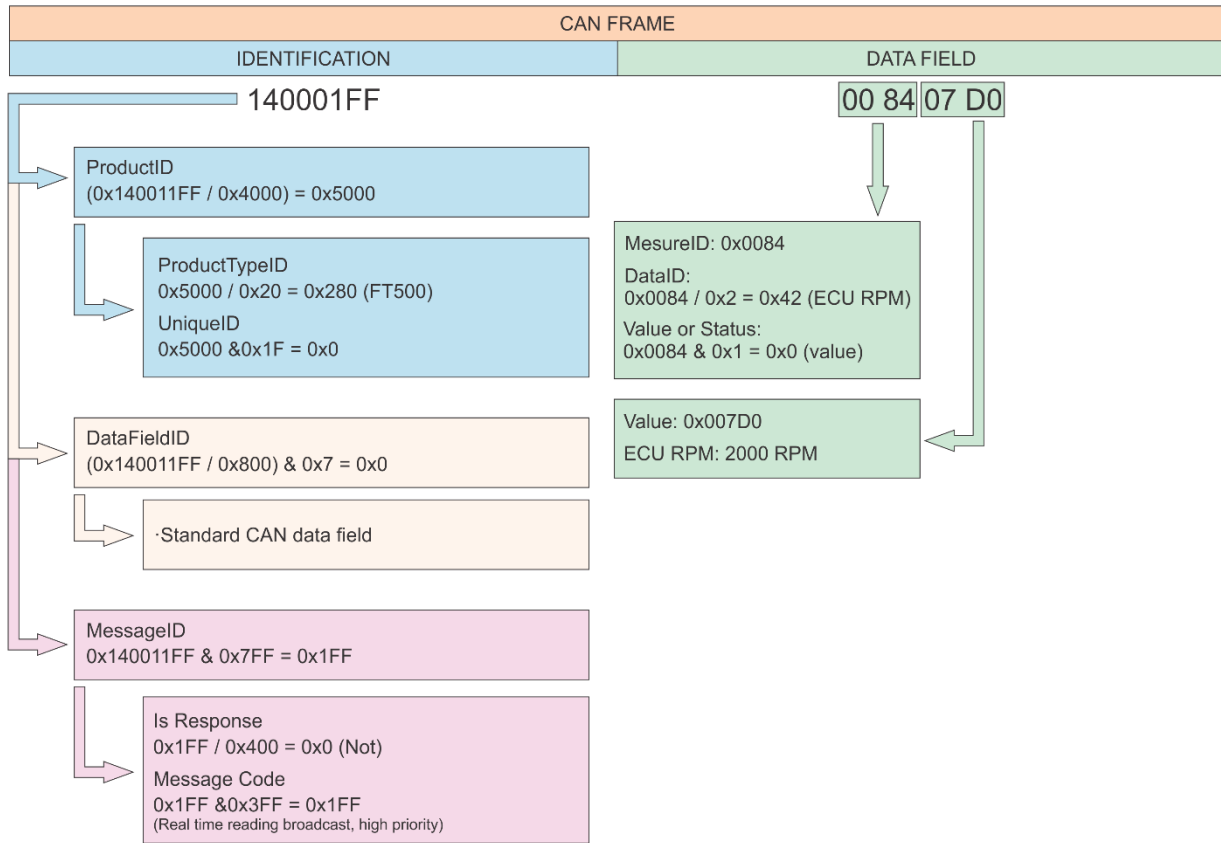 CAN FRAME
IDENTIFICATION
DATA FIELD
140001FF
00 84 07 D0
ProductID
(0x140011FF / 0x4000) = 0x5000
ProductTypeID
0x5000 / 0x20 = 0x280 (FT500)
UniqueID
0x5000 &0x1F = 0x0
MesureID: 0x0084
DataID:
0x0084 / 0x2 = 0x42 (ECU RPM)
Value or Status:
0x0084 & 0x1 = 0x0 (value)
Value: 0x007D0
ECU RPM: 2000 RPM
DataFieldID
(0x140011FF / 0x800) & 0x7 = 0x0
·Standard CAN data field
MessageID
0x140011FF & 0x7FF = 0x1FF
Is Response
0x1FF / 0x400 = 0x0 (Not)
Message Code
0x1FF &0x3FF = 0x1FF
(Real time reading broadcast, high priority)